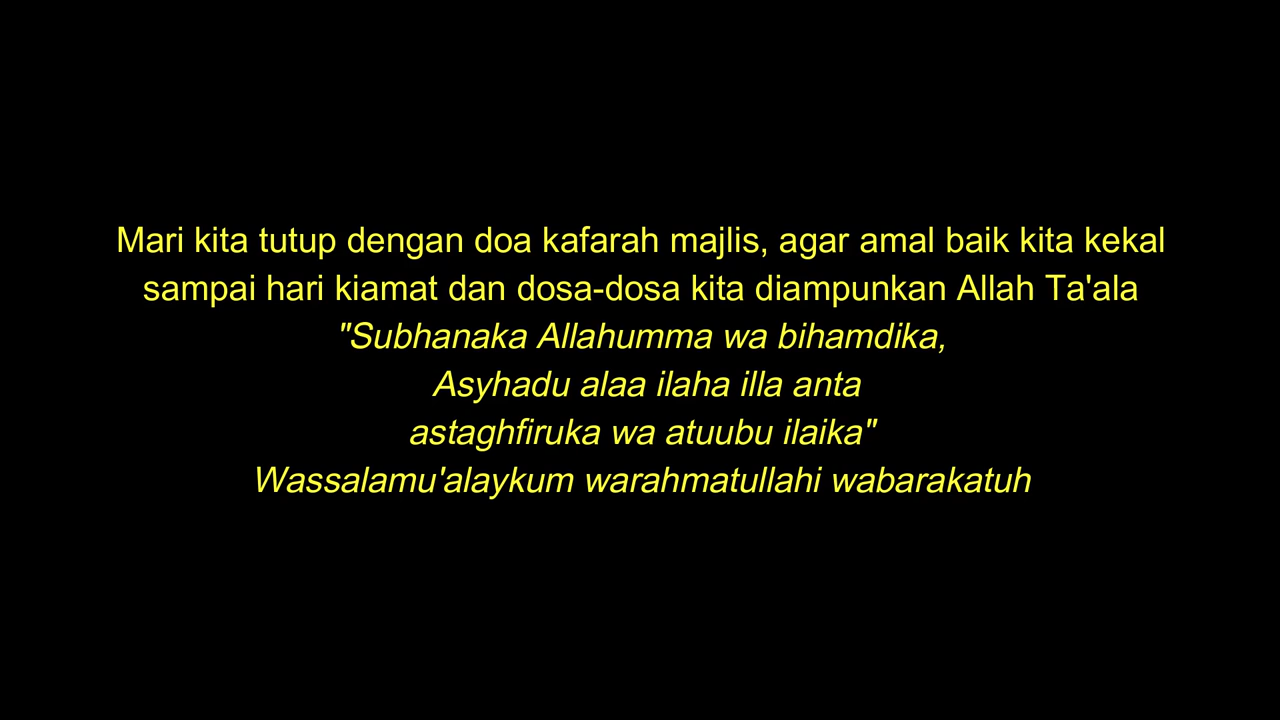 Mari kita tutup dengan doa kafarah majlis, agar amal baik kita kekal
sampai hari kiamat dan dosa-dosa kita diampunkan Allah Ta'ala
"Subhanaka Allahumma wa bihamdika,
Asyhadu alaa ilaha illa anta
astaghfiruka wa atuubu ilaika"
Wassalamu'alaykum warahmatullahi wabarakatuh